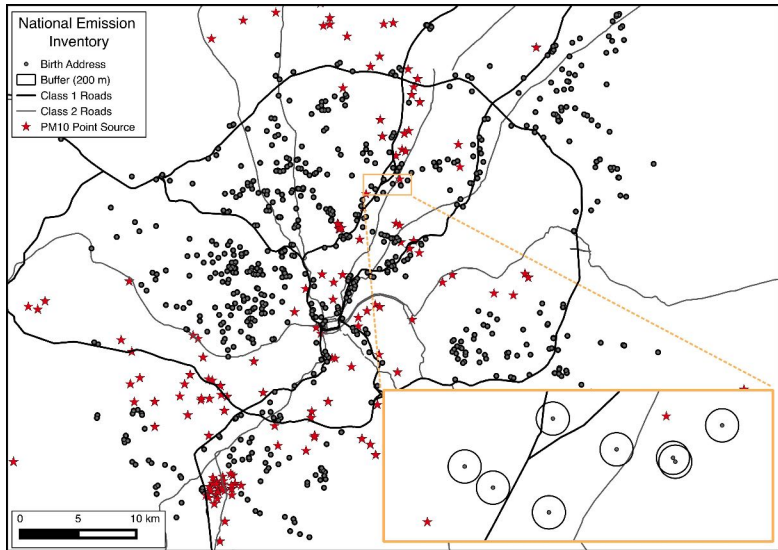 National Emission
Inventory
Birth Address
Buffer (200 m)
Class 1 Roads
Class 2 Roads
PM10 Point Source
0 5 10 km